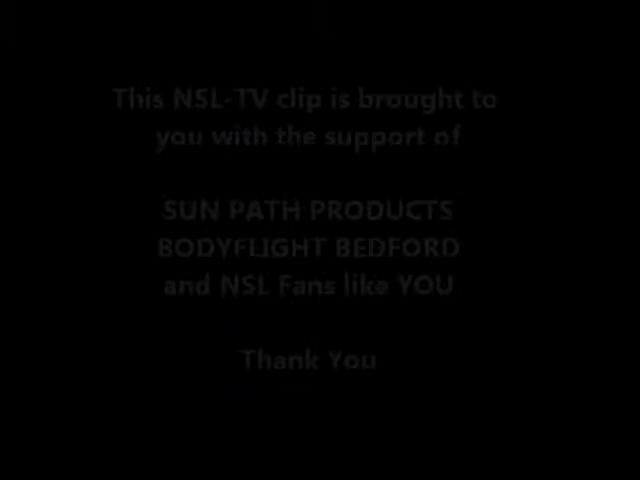 This NSL-TV clip is brought to
you with the support of
SUN PATH PRODUCTS
BODYFLIGHT BEDFORD
and NSL Fans like YOU
Thank You